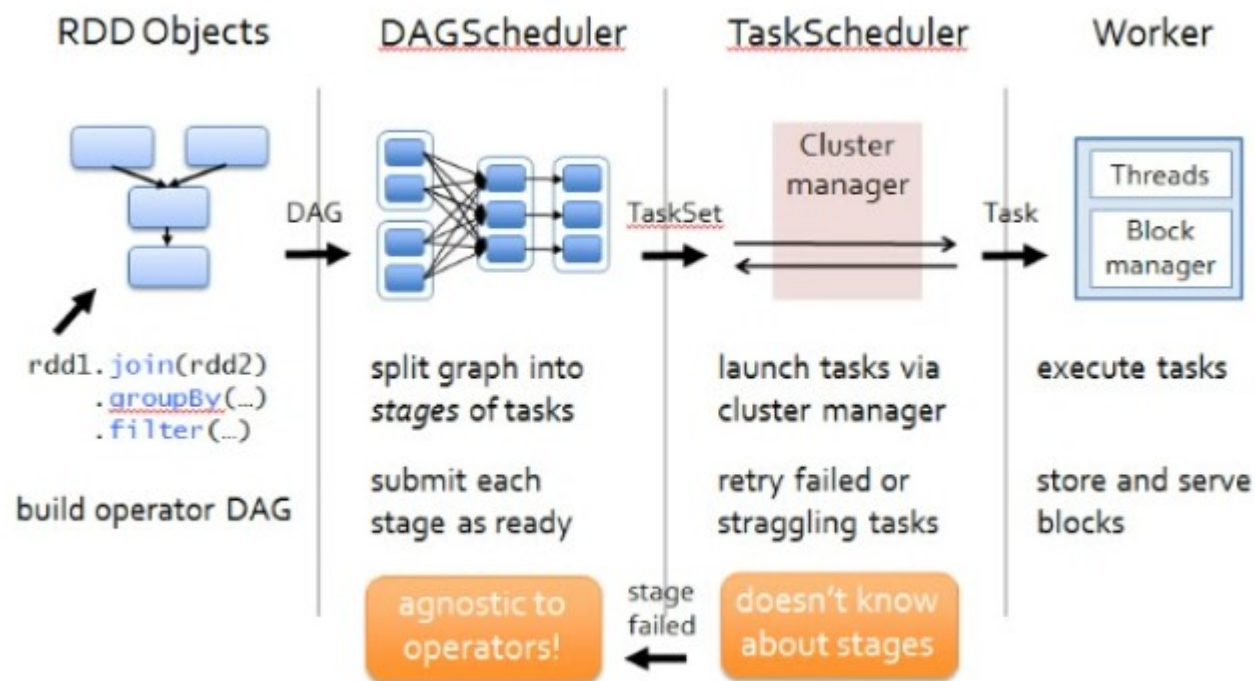 RDD Objects
DAGScheduler
TaskScheduler
Worker
DAG
TaskSet
Cluster
manager
Task
Threads
Block
manager
rdd1.join(rdd2)
.groupBy(…)
.filter(…)
build operator DAG
split graph into
stages of tasks
submit each
stage as ready
launch tasks via
cluster manager
retry failed or
straggling tasks
execute tasks
store and serve
blocks
agnostic to
operators!
stage
failed
doesn't know
about stages